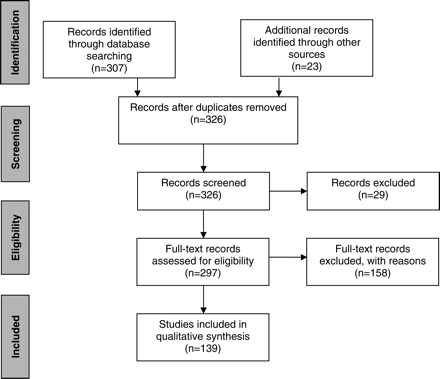 Identification
Records identified
through database
searching
(n=307)
Additional records
identified through other
sources
(n=23)
Screening
Records after duplicates removed
(n=326)
Records screened
(n=326)
Records excluded
(n=29)
Eligibility
Full-text records
assessed for eligibility
(n=297)
Full-text records
excluded, with reasons
(n=158)
Included
Studies included in
qualitative synthesis
(n=139)